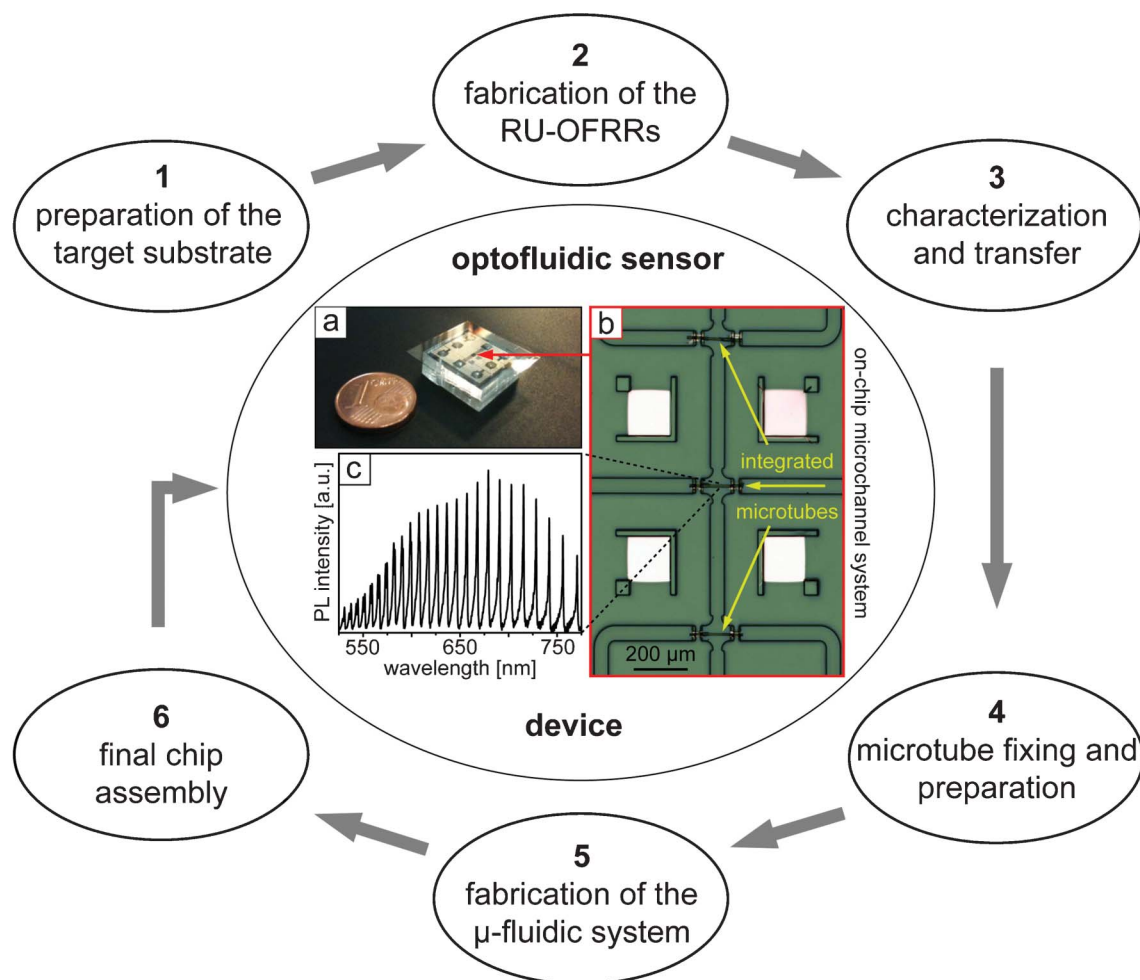 1
preparation of the
target substrate
2
fabrication of the
RU-OFRRs
3
characterization
and transfer
optofluidic sensor
a
b
integrated
microtubes
200 µm
on-chip microchannel system
c
PL intensity [a.u.]
550
650
750
wavelength [nm]
device
4
microtube fixing and
preparation
5
fabrication of the
µ-fluidic system
6
final chip
assembly